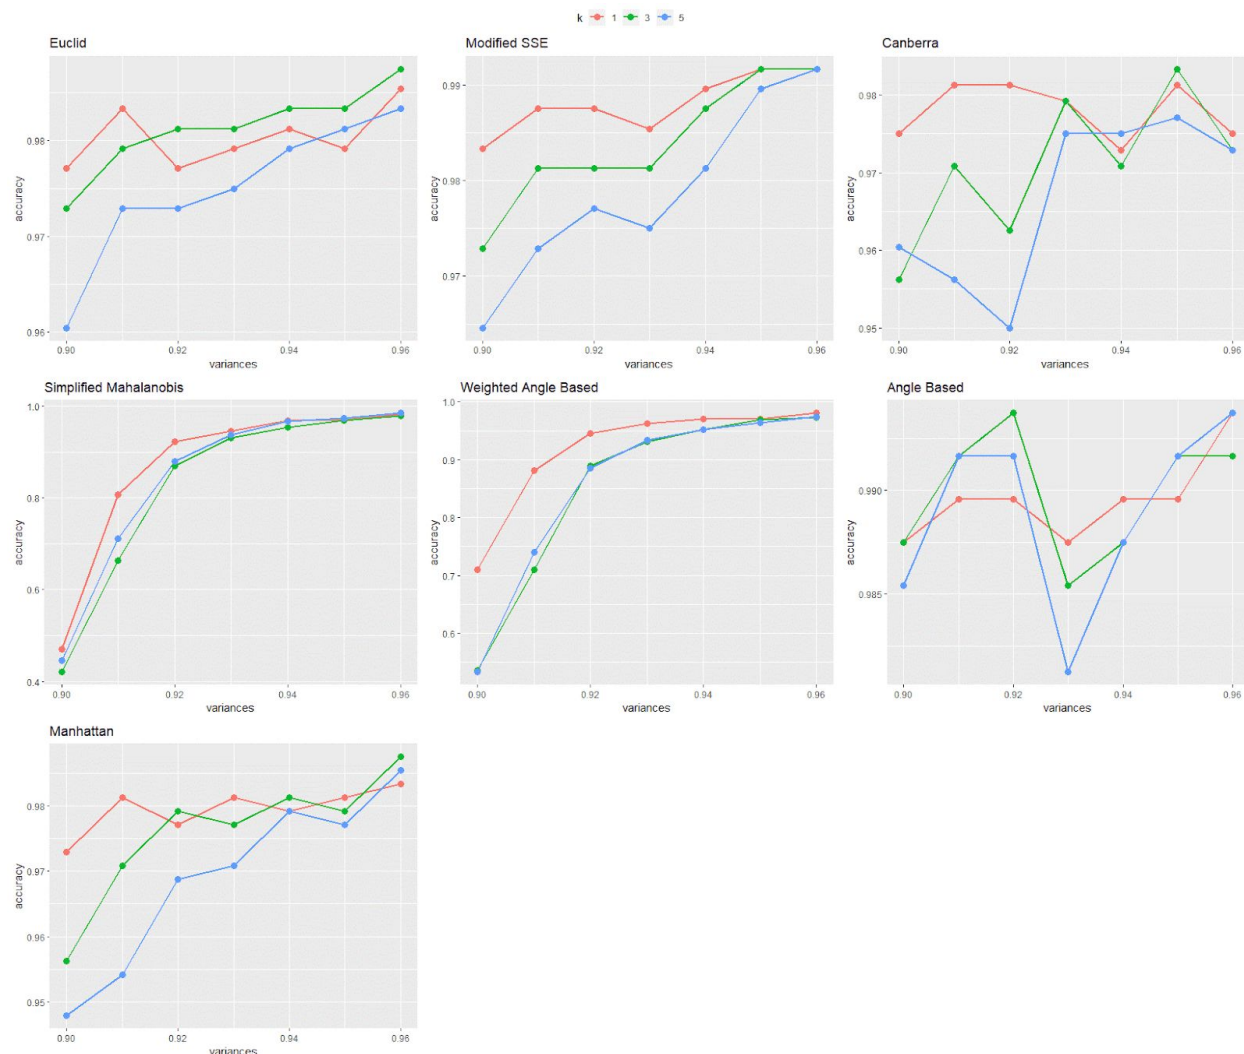 k 1 3 5
Euclid
accuracy
0.98
0.97
0.96
0.90 0.92 0.94 0.96
variances
Modified SSE
accuracy
0.99
0.98
0.97
0.90 0.92 0.94 0.96
variances
Canberra
accuracy
0.98
0.97
0.96
0.95
0.90 0.92 0.94 0.96
variances
Simplified Mahalanobis
accuracy
1.0
0.8
0.6
0.4
0.90 0.92 0.94 0.96
variances
Weighted Angle Based
accuracy
1.0
0.9
0.8
0.7
0.6
0.90 0.92 0.94 0.96
variances
Angle Based
accuracy
0.990
0.985
0.90 0.92 0.94 0.96
variances
Manhattan
accuracy
0.98
0.97
0.96
0.95
0.90 0.92 0.94 0.96
variances